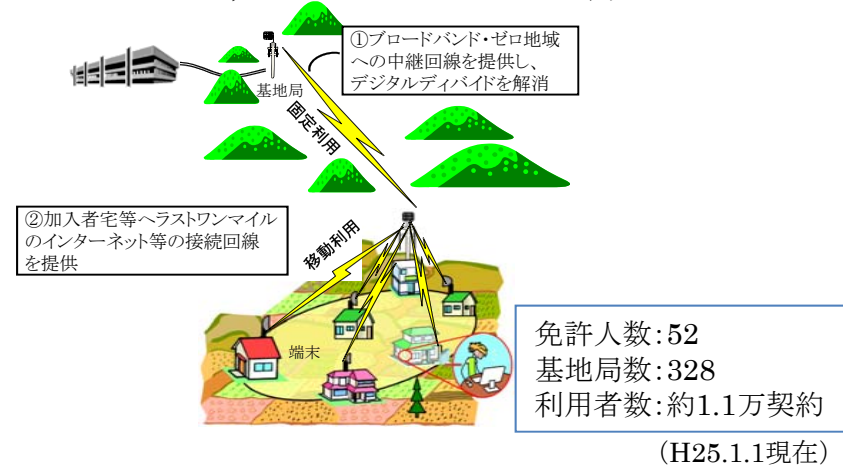 ①ブロードバンド・ゼロ地域
への中継回線を提供し、
デジタルディバイドを解消
基地局
固定利用
②加入者宅等へラストワンマイル
のインターネット等の接続回線
を提供
移動利用
端末
免許人数：52
基地局数：328
利用者数：約1.1万契約
（H25.1.1現在）